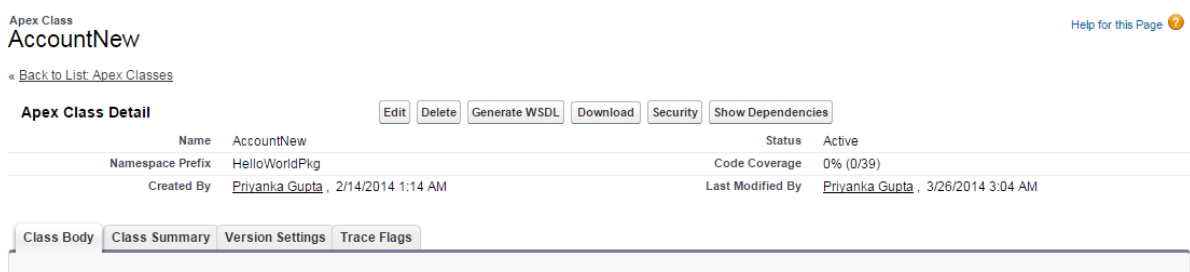 Apex Class
AccountNew
Help for this Page ?
« Back to List: Apex Classes
Apex Class Detail Edit Delete Generate WSDL Download Security Show Dependencies
Name AccountNew Status Active
Namespace Prefix HelloWorldPkg Code Coverage 0% (0/39)
Created By Priyanka Gupta , 2/14/2014 1:14 AM Last Modified By Priyanka Gupta , 3/26/2014 3:04 AM
Class Body Class Summary Version Settings Trace Flags